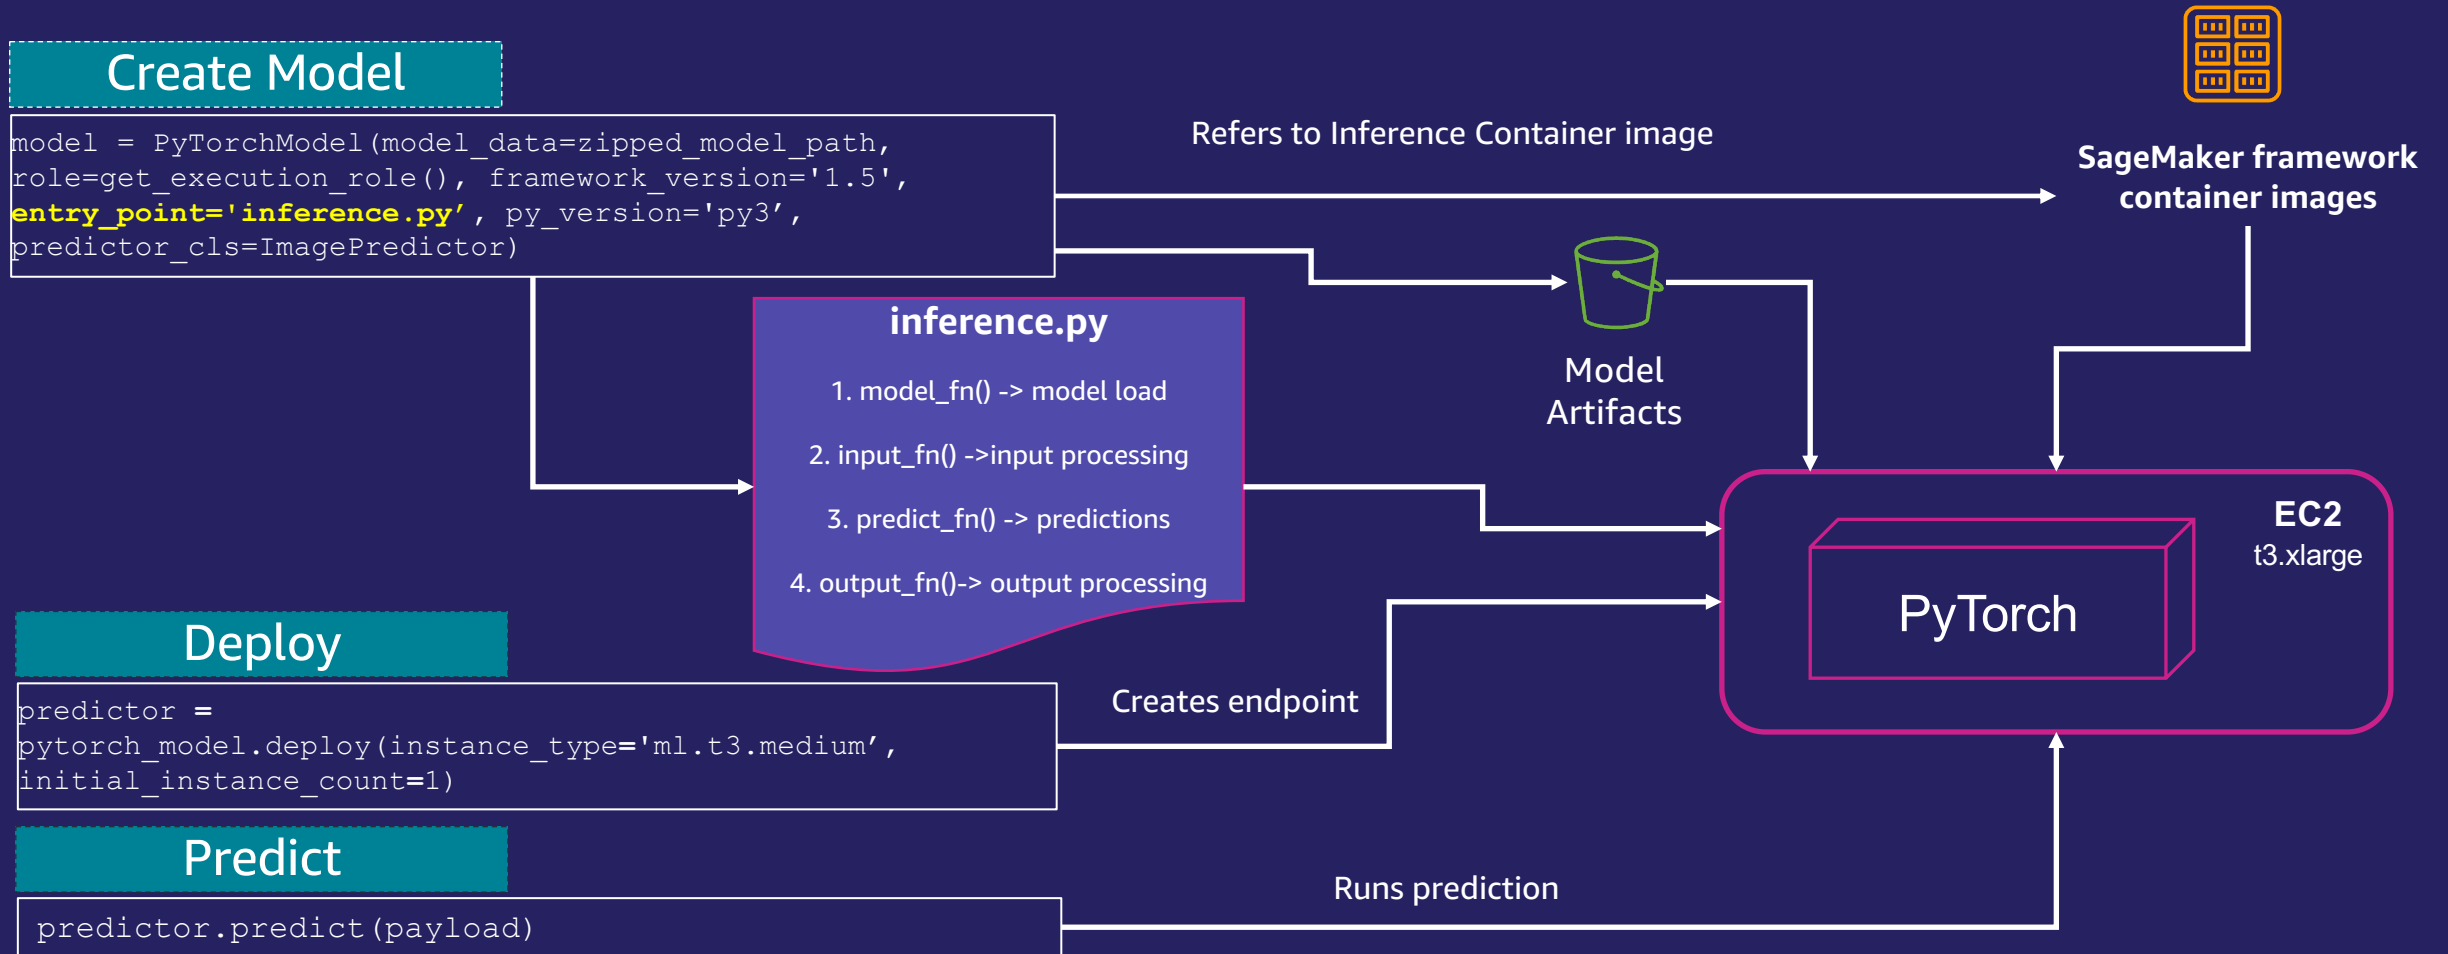 Create Model
model = PyTorchModel(model_data=zipped_model_path,
role=get_execution_role(), framework_version='1.5',
entry_point='inference.py’, py_version='py3’,
predictor_cls=ImagePredictor)
Refers to Inference Container image
SageMaker framework
container images
inference.py
1. model_fn() -> model load
2. input_fn() ->input processing
3. predict_fn() -> predictions
4. output_fn()-> output processing
Model
Artifacts
EC2
t3.xlarge
PyTorch
Deploy
predictor =
pytorch_model.deploy(instance_type='ml.t3.medium’,
initial_instance_count=1)
Creates endpoint
Predict
predictor.predict(payload)
Runs prediction